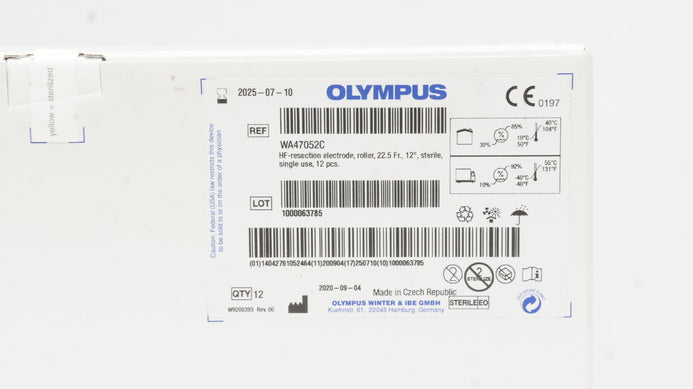 yellow = sterilized
2025-07-10
OLYMPUS
CE 0197
REF
WA47052C
HF-resection electrode, roller, 22.5 Fr., 12°, sterile,
single use, 12 pcs.
85%
30%
40°C
104°F
10°C
50°F
92%
10%
55°C
131°F
-40°C
-40°F
LOT
1000063785
(01)14042761052464(11)200904(17)250710(10)1000063785
2
2
STERILIZE
QTY 12
2020-09-04
Made in Czech Republic
OLYMPUS WINTER & IBE GMBH
Kuehnstr. 61, 22045 Hamburg, Germany
STERILE EO
W9200393 Rev. 00
Caution: Federal (USA) law restricts this device
to be sold to or on the order of a physician